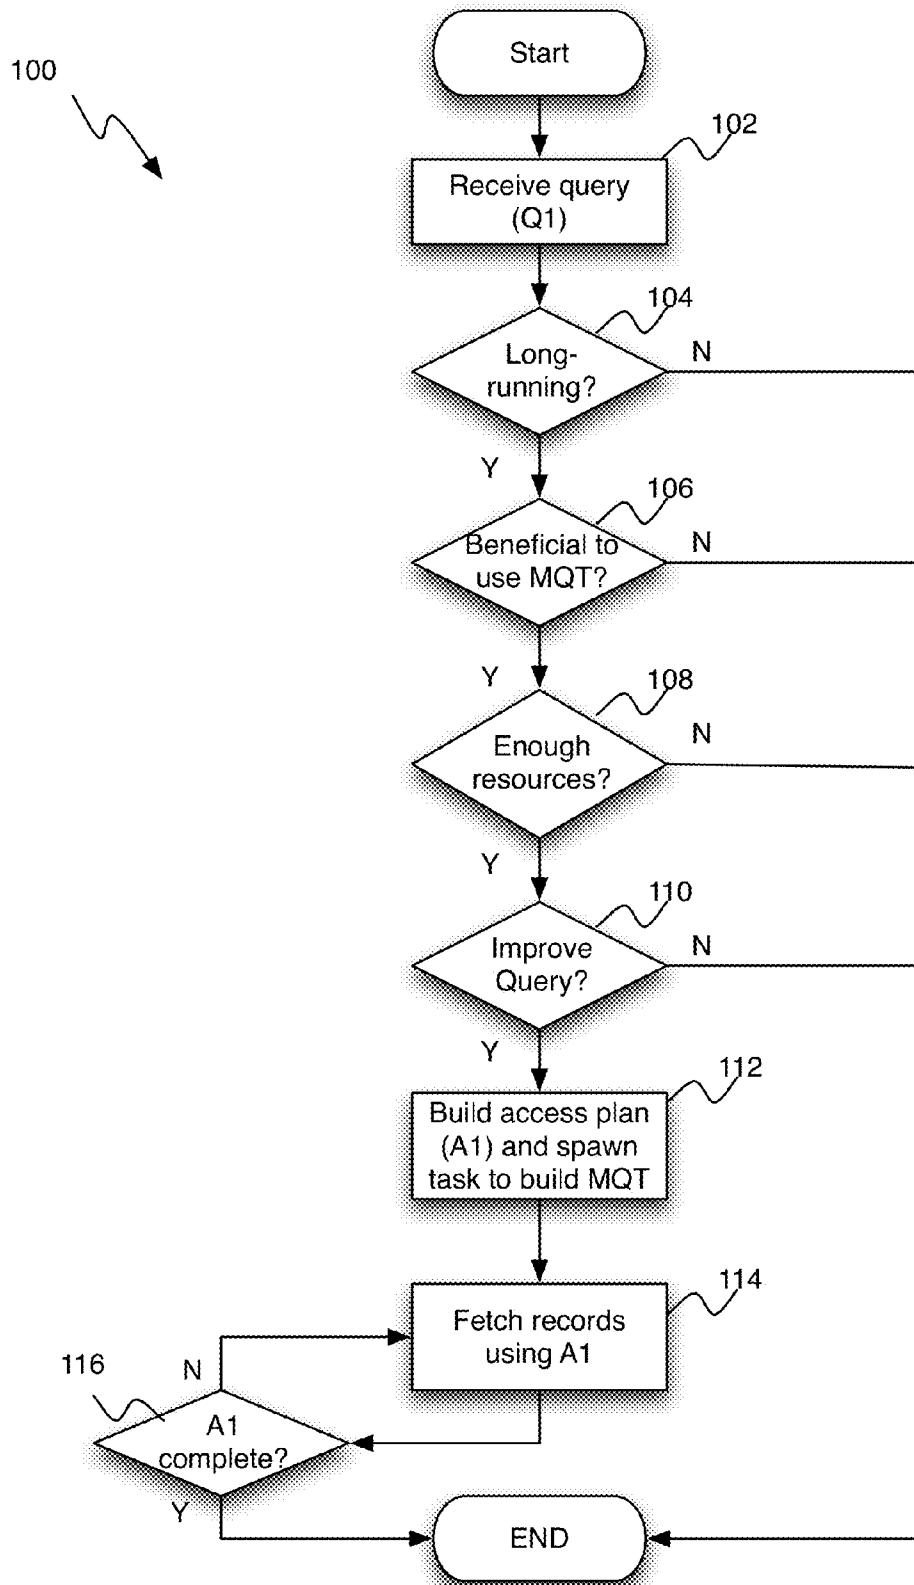 Start
100
102
Receive query
(Q1)
104
Long-
running?
N
Y
106
Beneficial to
use MQT?
N
Y
108
Enough
resources?
N
Y
110
Improve
Query?
N
Y
112
Build access plan
(A1) and spawn
task to build MQT
114
Fetch records
using A1
N
116
A1
complete?
Y
END